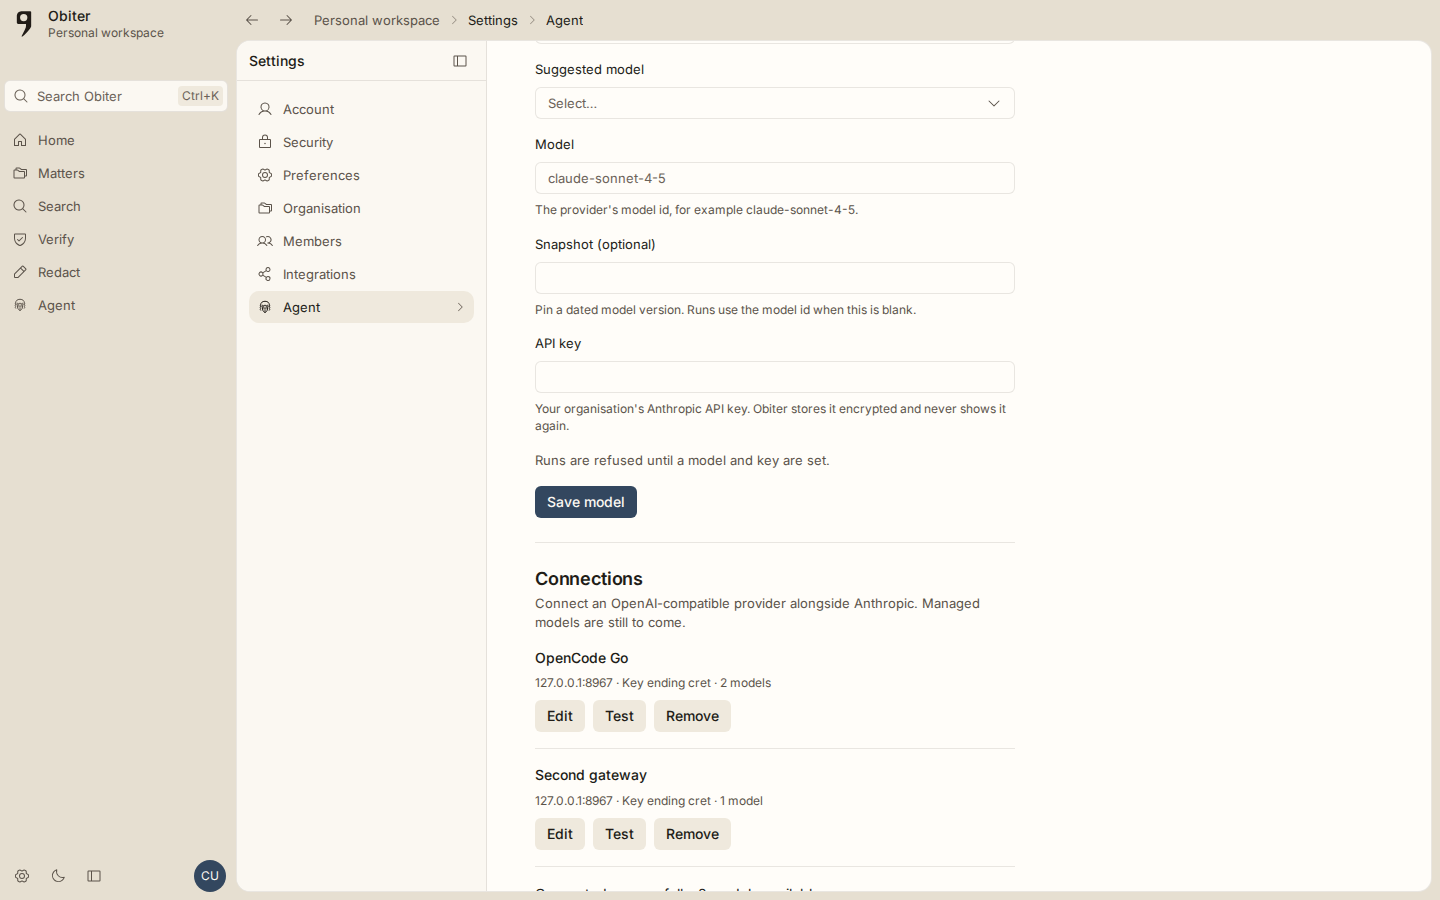 Obiter
Personal workspace
Search Obiter
Ctrl+K
Home
Matters
Search
Verify
Redact
Agent
CU
Personal workspace
Settings
Agent
Settings
Account
Security
Preferences
Organisation
Members
Integrations
Agent
Suggested model
Select...
Model
claude-sonnet-4-5
The provider's model id, for example claude-sonnet-4-5.
Snapshot (optional)
Pin a dated model version. Runs use the model id when this is blank.
API key
Your organisation's Anthropic API key. Obiter stores it encrypted and never shows it
again.
Runs are refused until a model and key are set.
Save model
Connections
Connect an OpenAI-compatible provider alongside Anthropic. Managed
models are still to come.
OpenCode Go
127.0.0.1:8967 · Key ending cret · 2 models
Edit
Test
Remove
Second gateway
127.0.0.1:8967 · Key ending cret · 1 model
Edit
Test
Remove